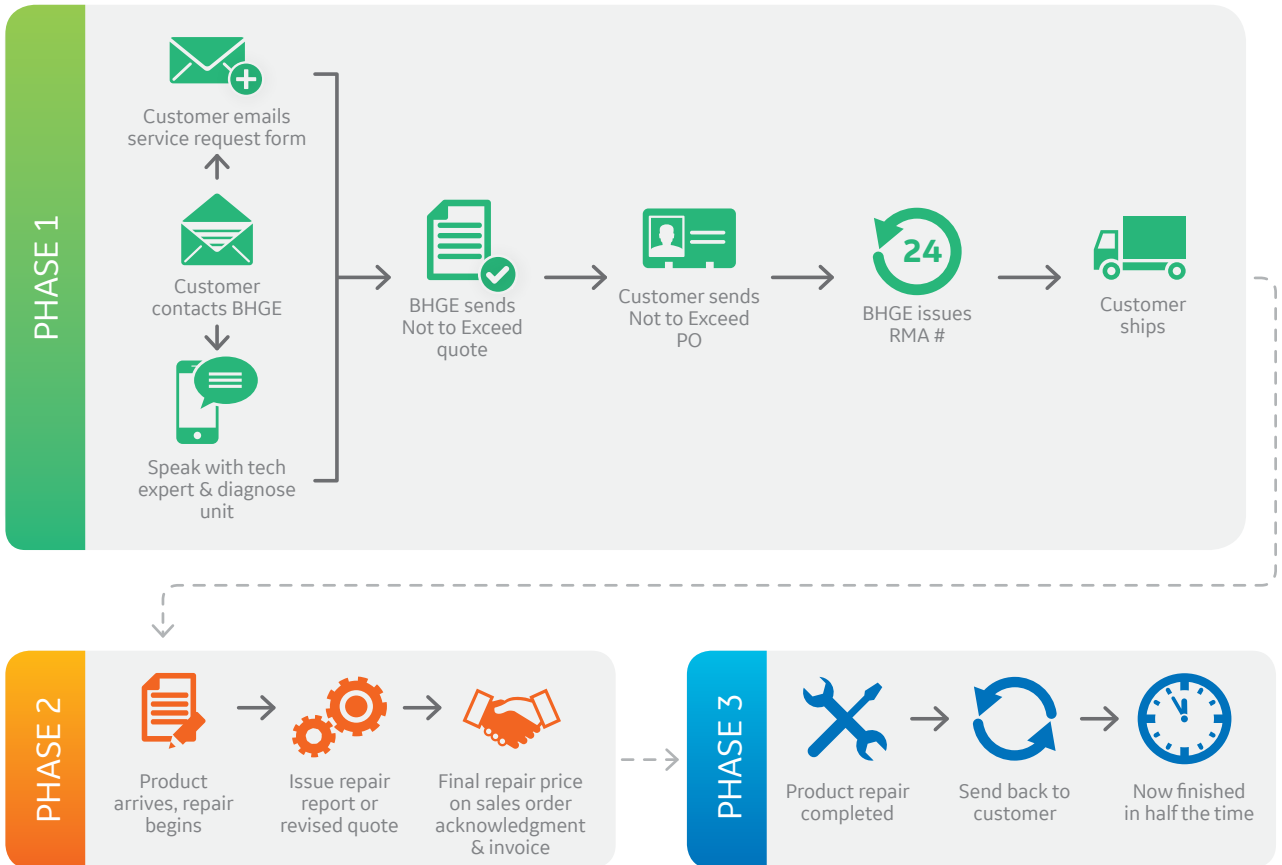 PHASE 1
Customer emails
service request form
Customer
contacts BHGE
Speak with tech
expert & diagnose
unit
BHGE sends
Not to Exceed
quote
Customer sends
Not to Exceed
PO
24
BHGE issues
RMA #
Customer
ships
PHASE 2
Product
arrives, repair
begins
Issue repair
report or
revised quote
Final repair price
on sales order
acknowledgment
& invoice
PHASE 3
Product repair
completed
Send back to
customer
Now finished
in half the time